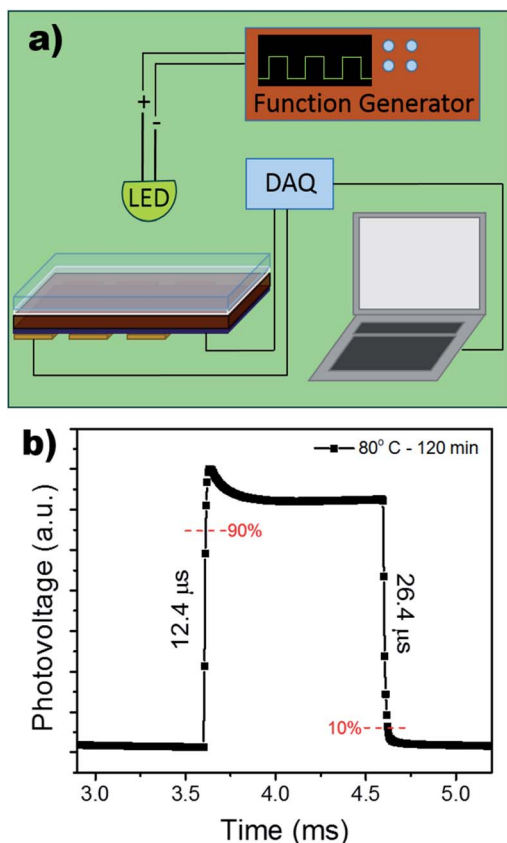 a)
Function Generator
+
-
LED
DAQ
b)
80° C - 120 min
90%
12.4 µs
26.4 µs
10%
Photovoltage (a.u.)
3.0 3.5 4.0 4.5 5.0
Time (ms)